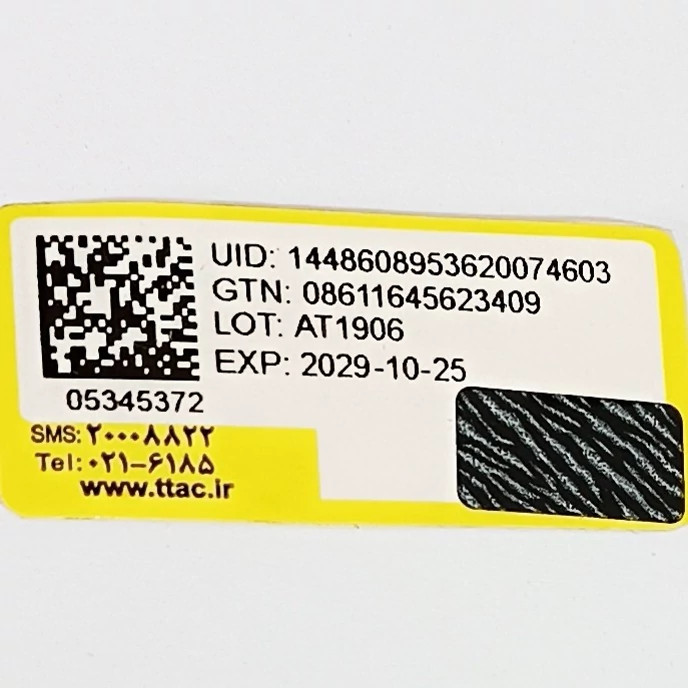 UID: 1448608953620074603
GTN: 08611645623409
LOT: AT1906
EXP: 2029-10-25
05345372
SMS: ۲۰۰۰۸۸۲۲
Tel: ۰۲۱-۶۱۸۵
www.ttac.ir